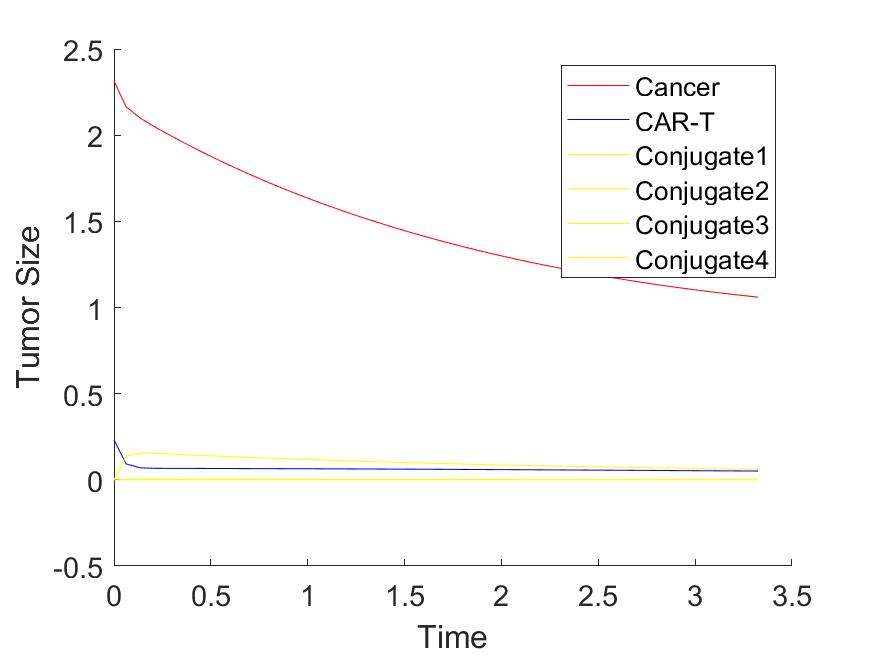 2.5
2
1.5
1
0.5
0
-0.5
Tumor Size
Cancer
CAR-T
Conjugate1
Conjugate2
Conjugate3
Conjugate4
0 0.5 1 1.5 2 2.5 3 3.5
Time